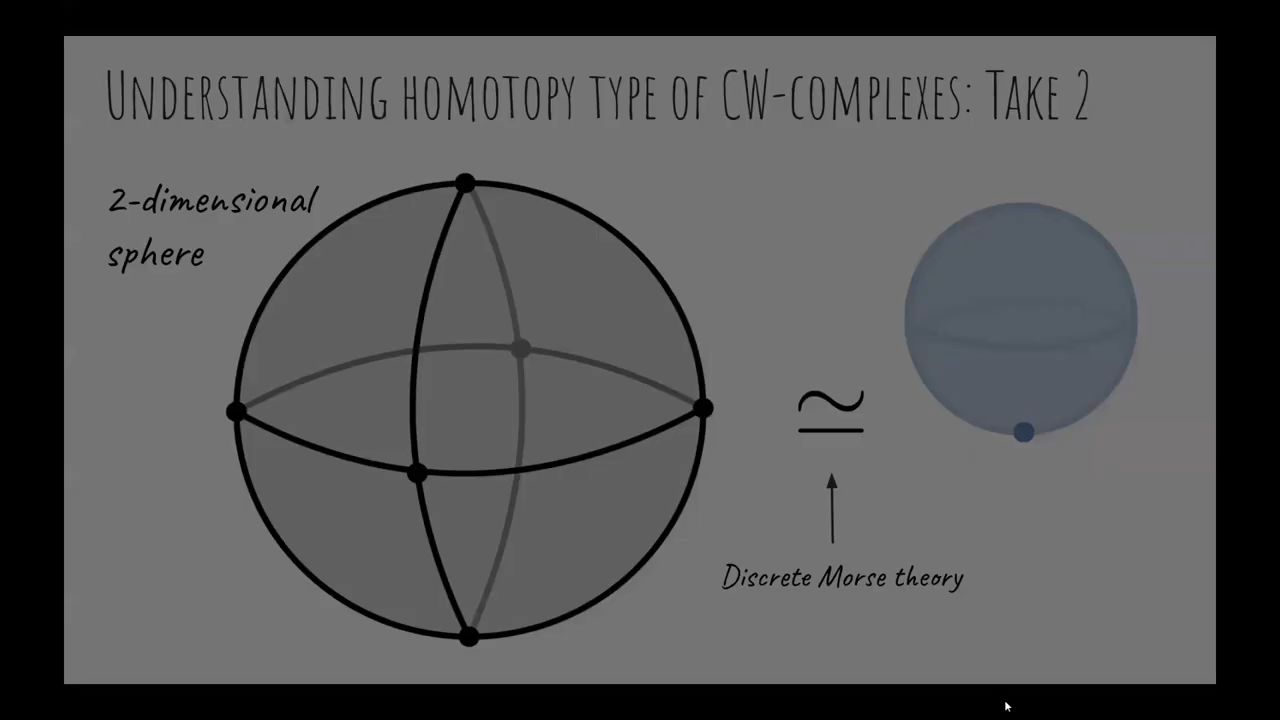 Understanding homotopy type of CW-complexes: Take 2
2-dimensional
sphere
≃
Discrete Morse theory